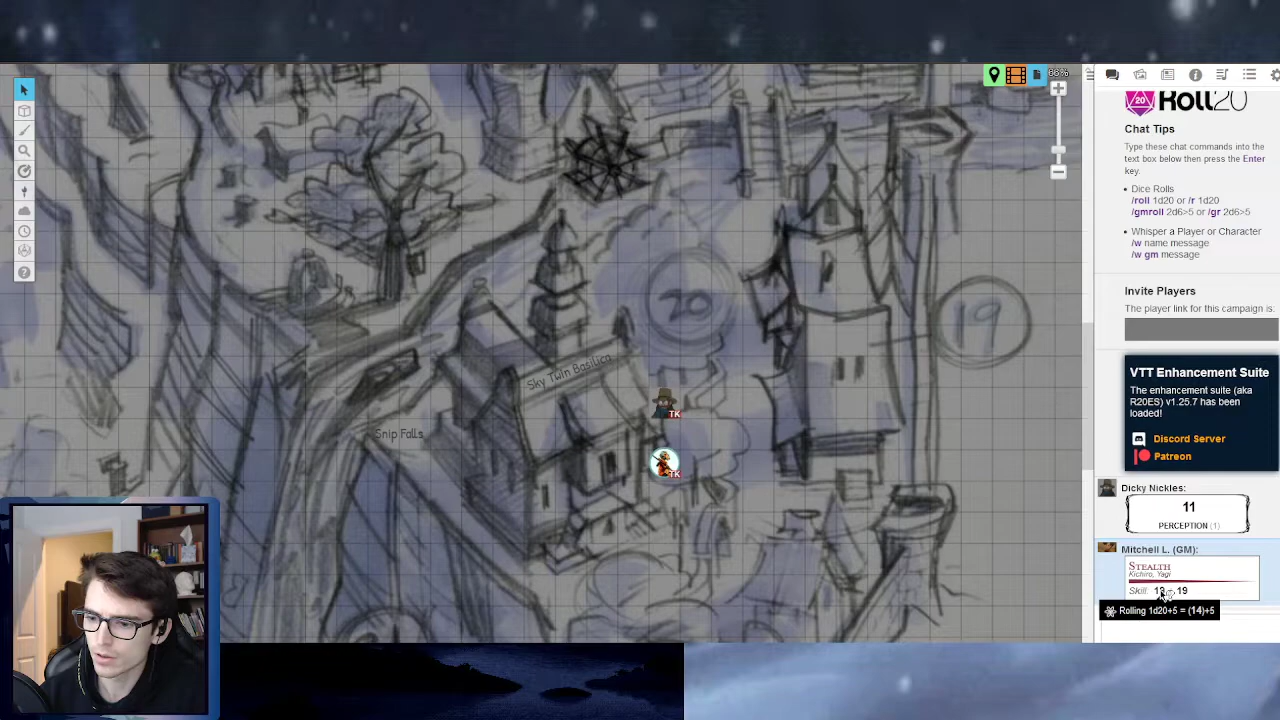 66%
ROLL20
20
Chat Tips
Type these chat commands into the
text box below then press the Enter
key.
Dice Rolls
/roll 1d20 or /r 1d20
/gmroll 2d6>5 or /gr 2d6>5
Whisper a Player or Character
/w name message
/w gm message
Invite Players
The player link for this campaign is:
VTT Enhancement Suite
The enhancement suite (aka
R20ES) v1.25.7 has been
loaded!
Discord Server
Patreon
Dicky Nickles:
11
PERCEPTION (1)
Mitchell L. (GM):
STEALTH
Kichiro, Yagi
Skill: 19
Rolling 1d20+5 = (14)+5
20
19
Sky Twin Basilica
Snip Falls
TK
TK